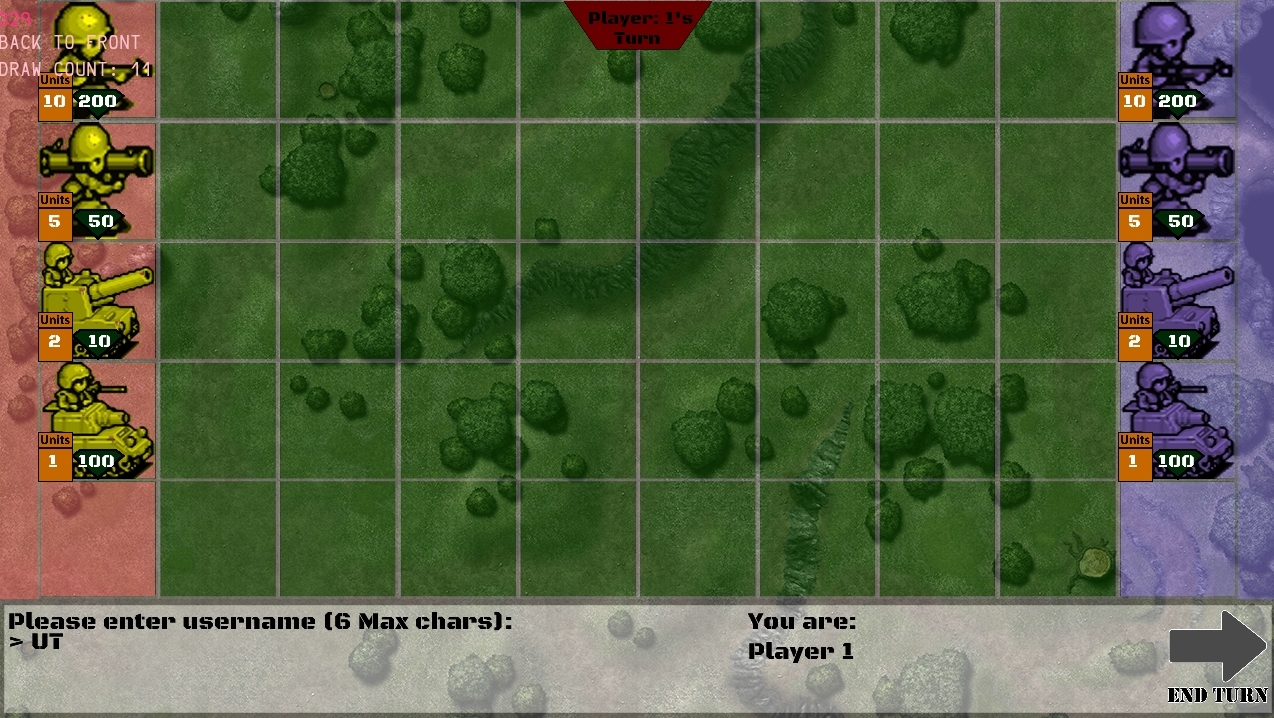 029
BACK TO FRONT
DRAW COUNT: 11
Player: 1's
Turn
Units
10 200
Units
10 200
Units
5 50
Units
5 50
Units
2 10
Units
2 10
Units
1 100
Units
1 100
Please enter username (6 Max chars):
> UT
You are:
Player 1
END TURN